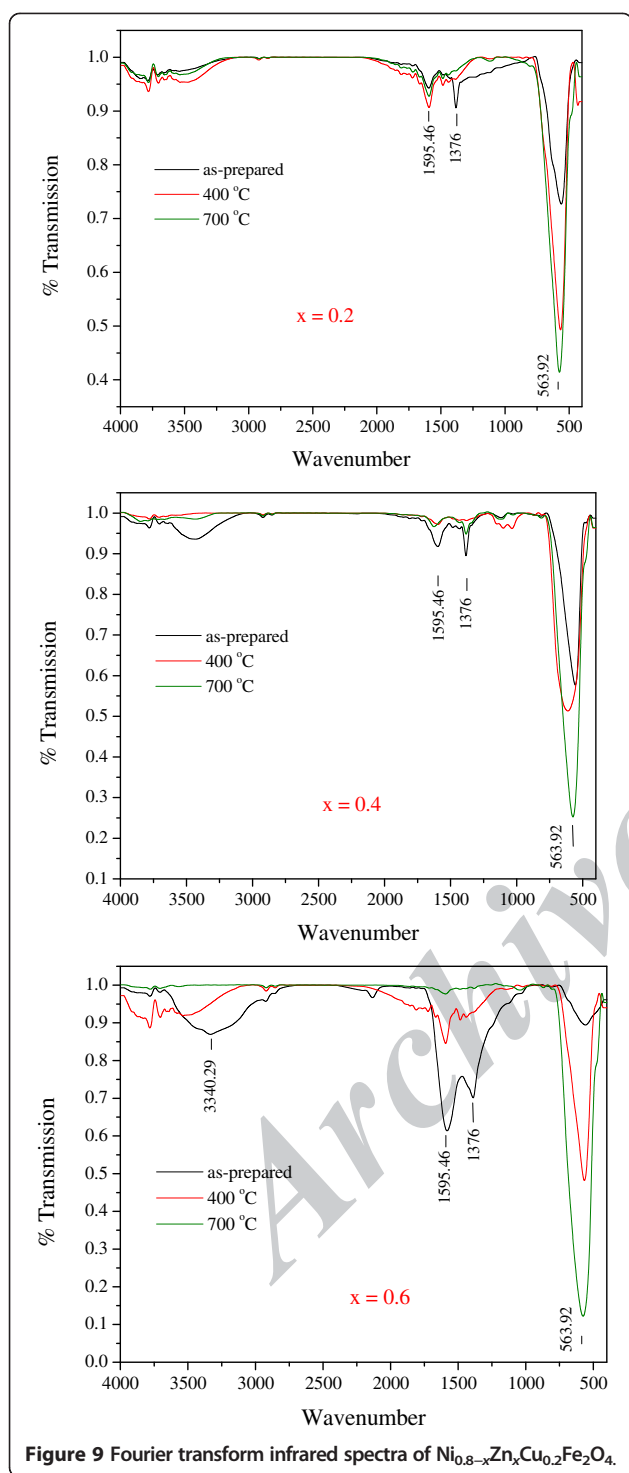 1.0
0.9
0.8
0.7
0.6
0.5
0.4
% Transmission
1595.46
1376
as-prepared
400 °C
700 °C
x = 0.2
563.92
4000 3500 3000 2500 2000 1500 1000 500
Wavenumber
1.0
0.9
0.8
0.7
0.6
0.5
0.4
0.3
0.2
0.1
% Transmission
1595.46
1376
as-prepared
400 °C
700 °C
x = 0.4
563.92
4000 3500 3000 2500 2000 1500 1000 500
Wavenumber
1.0
0.9
0.8
0.7
0.6
0.5
0.4
0.3
0.2
0.1
0.0
% Transmission
3340.29
1595.46
1376
as-prepared
400 °C
700 °C
x = 0.6
563.92
4000 3500 3000 2500 2000 1500 1000 500
Wavenumber
Archive
Figure 9 Fourier transform infrared spectra of Ni0.8–xZnxCu0.2Fe2O4.